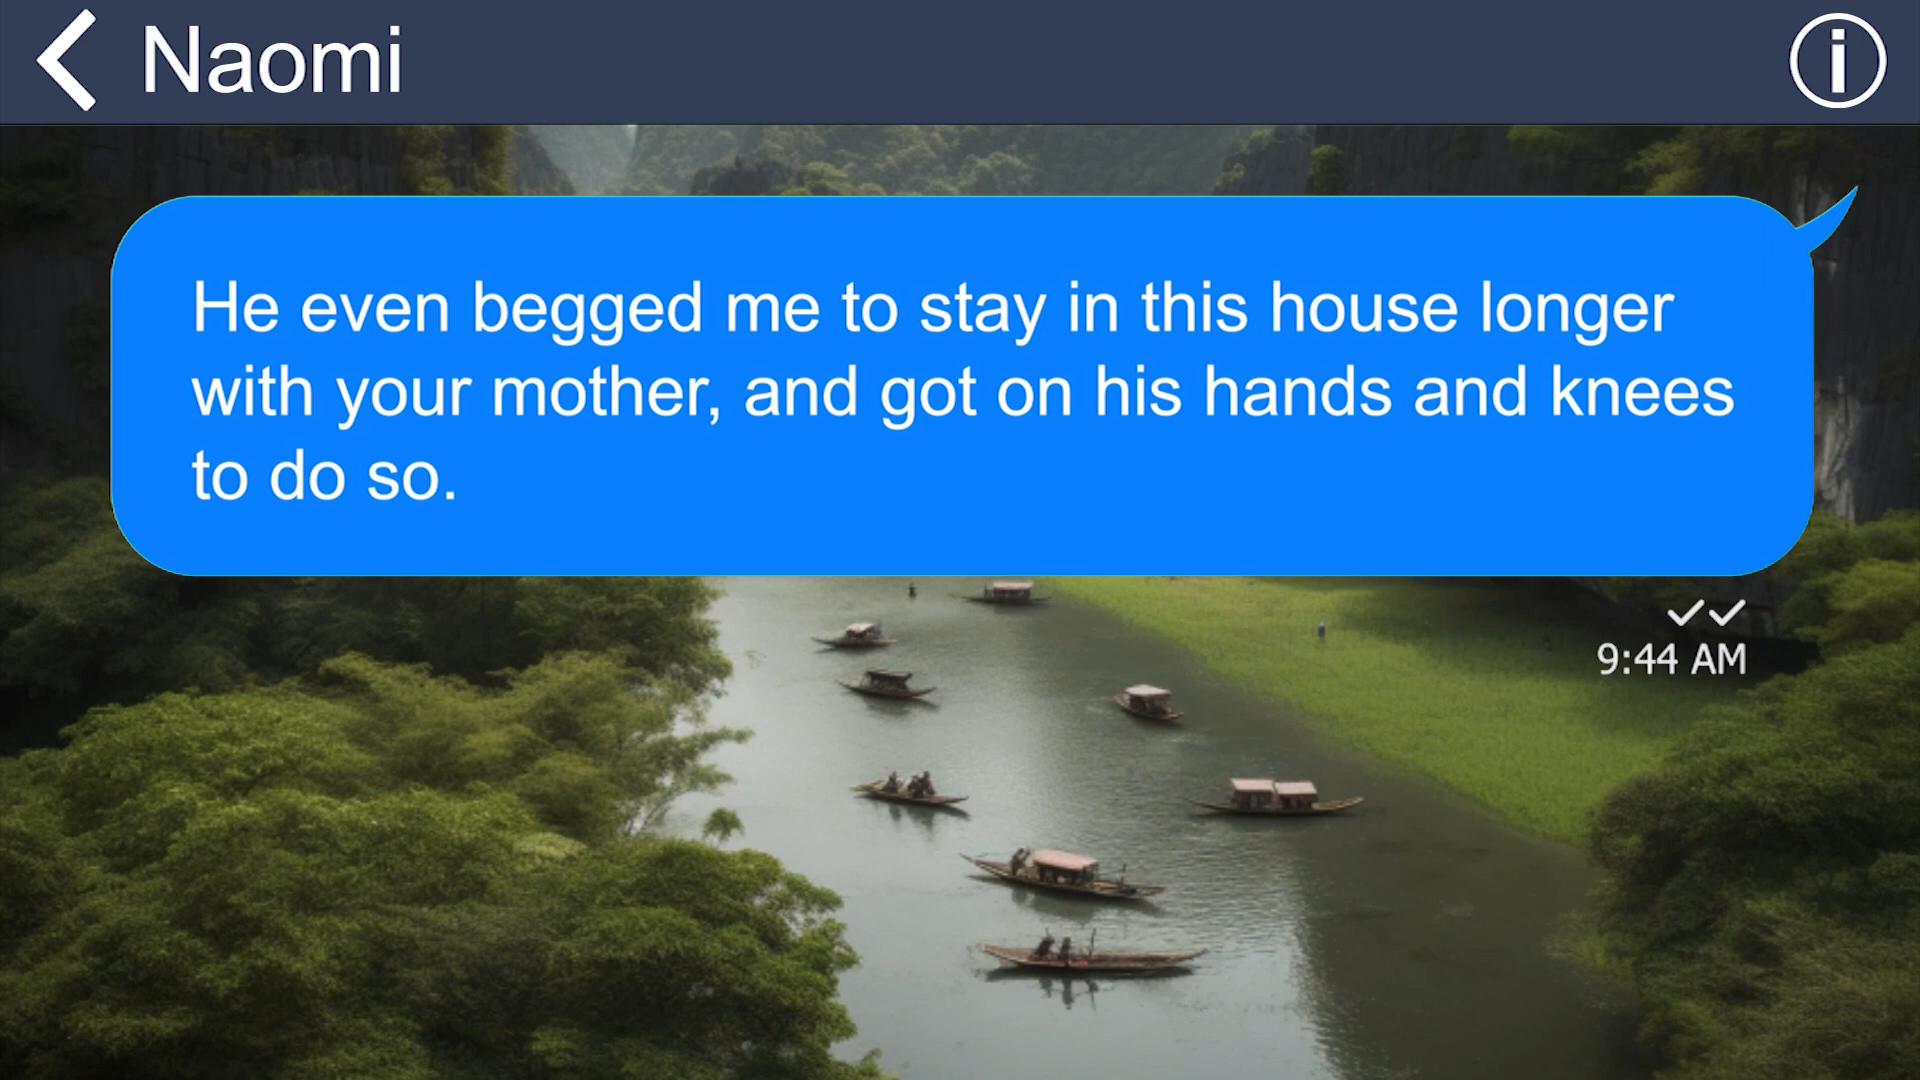 Naomi
He even begged me to stay in this house longer
with your mother, and got on his hands and knees
to do so.
9:44 AM